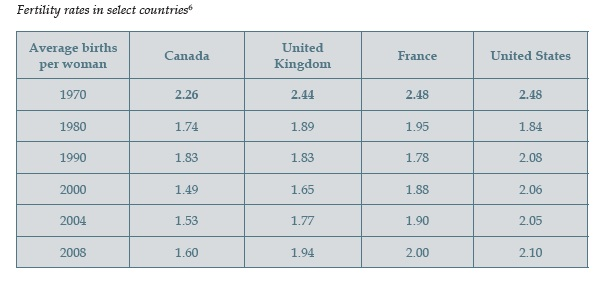 Fertility rates in select countries⁶
Average births per woman Canada United Kingdom France United States
1970 2.26 2.44 2.48 2.48
1980 1.74 1.89 1.95 1.84
1990 1.83 1.83 1.78 2.08
2000 1.49 1.65 1.88 2.06
2004 1.53 1.77 1.90 2.05
2008 1.60 1.94 2.00 2.10